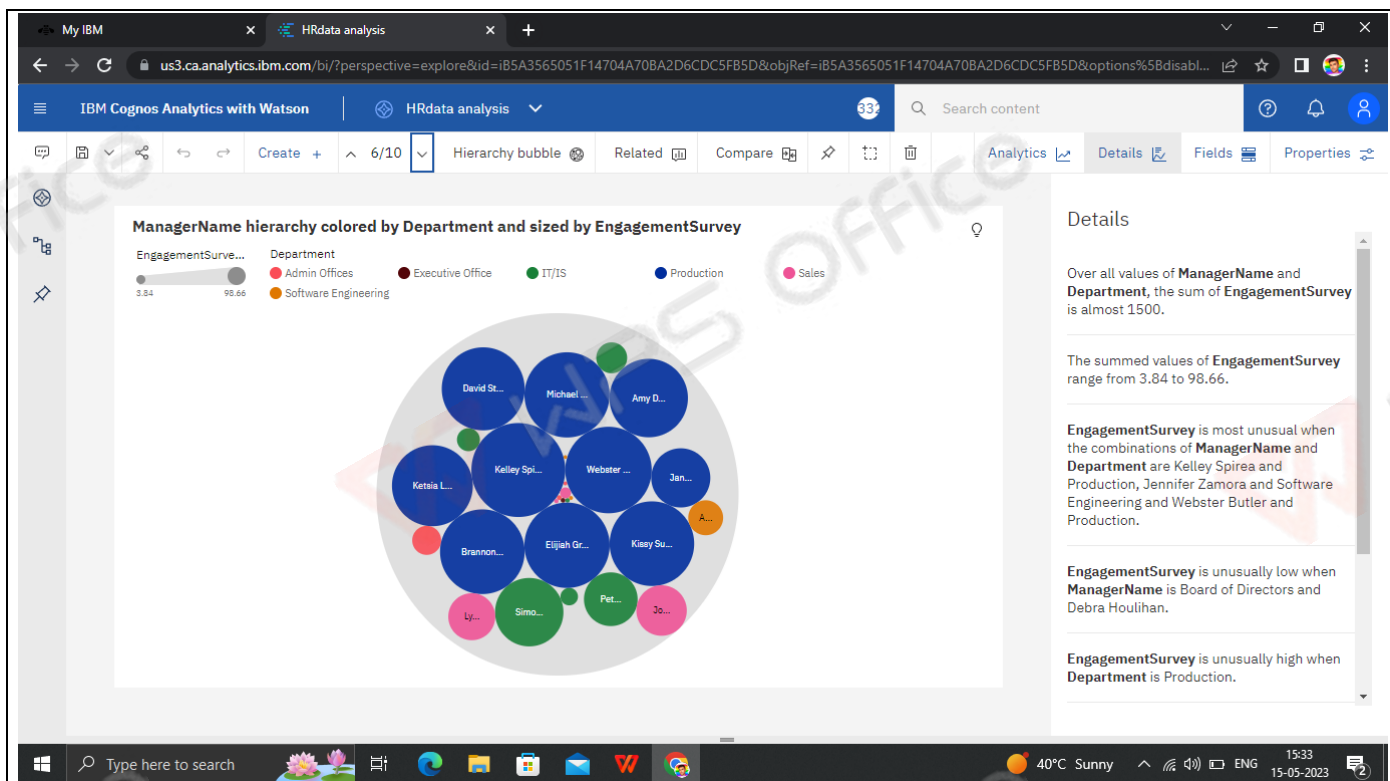 My IBM
HRdata analysis
us3.ca.analytics.ibm.com/bi/?perspective=explore&id=iB5A3565051F14704A70BA2D6CDC5FB5D&objRef=iB5A3565051F14704A70BA2D6CDC5FB5D&options%5Bdisabl...
IBM Cognos Analytics with Watson
HRdata analysis
Search content
Create +
6/10
Hierarchy bubble
Related
Compare
Analytics
Details
Fields
Properties
ManagerName hierarchy colored by Department and sized by EngagementSurvey
EngagementSurve...
3.84
98.66
Department
Admin Offices
Executive Office
IT/IS
Production
Sales
Software Engineering
David St...
Michael ...
Amy D...
Kelley Spi...
Webster ...
Jan...
Ketsia L...
A...
Brannon...
Elijiah Gr...
Kissy Su...
Ly...
Simo...
Pet...
Jo...
Details
Over all values of ManagerName and
Department, the sum of EngagementSurvey
is almost 1500.
The summed values of EngagementSurvey
range from 3.84 to 98.66.
EngagementSurvey is most unusual when
the combinations of ManagerName and
Department are Kelley Spirea and
Production, Jennifer Zamora and Software
Engineering and Webster Butler and
Production.
EngagementSurvey is unusually low when
ManagerName is Board of Directors and
Debra Houlihan.
EngagementSurvey is unusually high when
Department is Production.
Type here to search
40°C Sunny
ENG
15:33
15-05-2023
2
WPS OFFICE